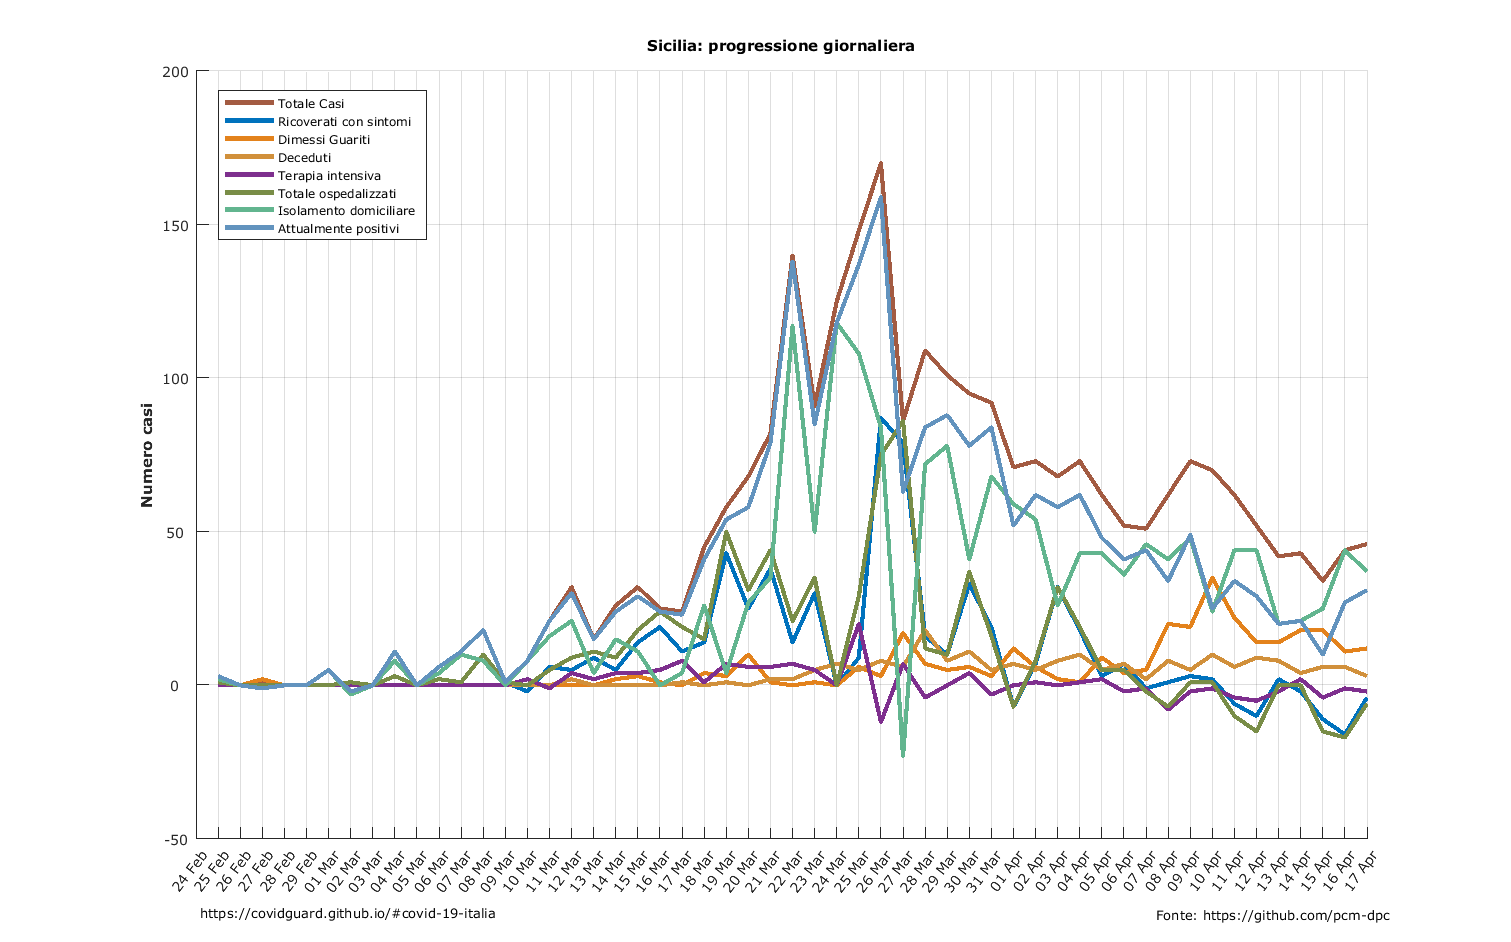 Sicilia: progressione giornaliera
200
150
100
50
0
-50
Numero casi
Totale Casi
Ricoverati con sintomi
Dimessi Guariti
Deceduti
Terapia intensiva
Totale ospedalizzati
Isolamento domiciliare
Attualmente positivi
24 Feb
25 Feb
26 Feb
27 Feb
28 Feb
29 Feb
01 Mar
02 Mar
03 Mar
04 Mar
05 Mar
06 Mar
07 Mar
08 Mar
09 Mar
10 Mar
11 Mar
12 Mar
13 Mar
14 Mar
15 Mar
16 Mar
17 Mar
18 Mar
19 Mar
20 Mar
21 Mar
22 Mar
23 Mar
24 Mar
25 Mar
26 Mar
27 Mar
28 Mar
29 Mar
30 Mar
31 Mar
01 Apr
02 Apr
03 Apr
04 Apr
05 Apr
06 Apr
07 Apr
08 Apr
09 Apr
10 Apr
11 Apr
12 Apr
13 Apr
14 Apr
15 Apr
16 Apr
17 Apr
https://covidguard.github.io/#covid-19-italia
Fonte: https://github.com/pcm-dpc